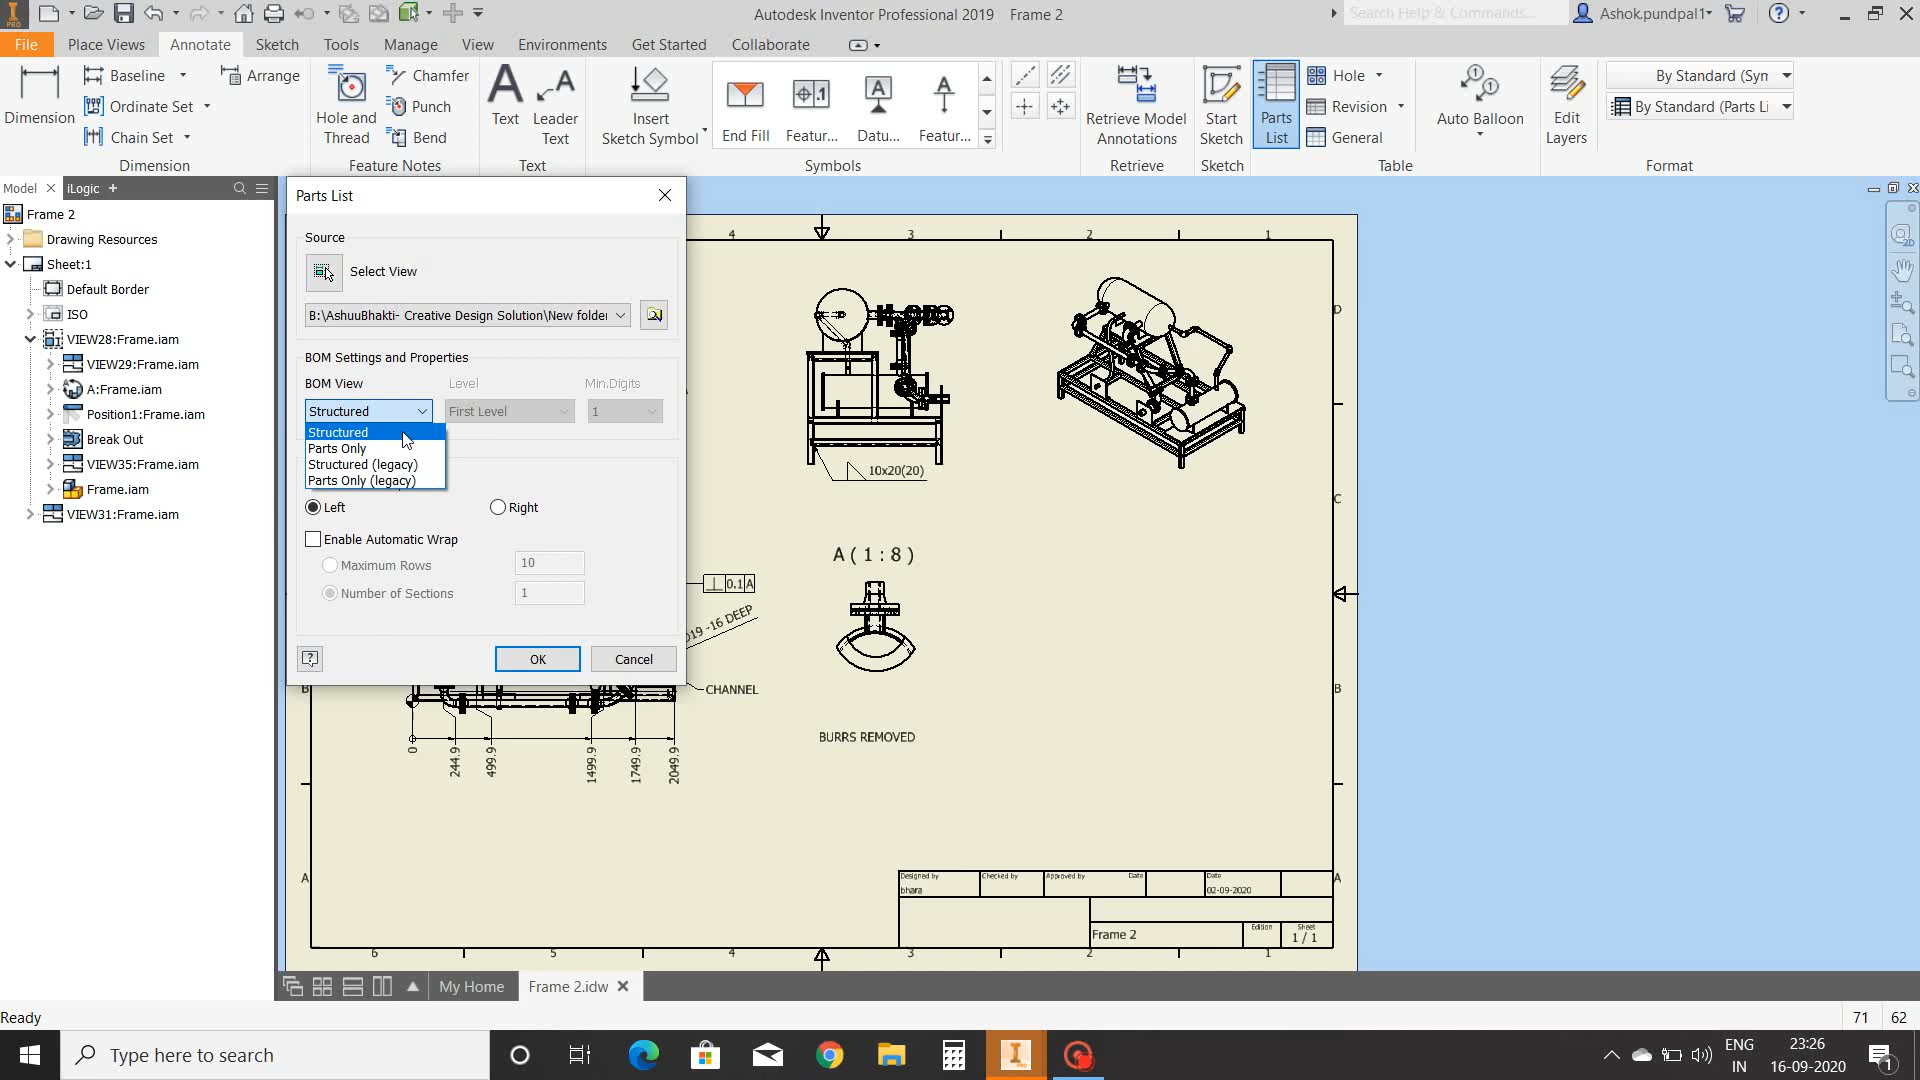 Autodesk Inventor Professional 2019 Frame 2
Search Help & Commands...
Ashok.pundpal1
PRO
File Place Views Annotate Sketch Tools Manage View Environments Get Started Collaborate
Dimension
Baseline
Arrange
Ordinate Set
Chain Set
Dimension
Hole and Thread
Chamfer
Punch
Bend
Feature Notes
Text
Leader Text
Text
Insert Sketch Symbol
End Fill
Featur...
Datu...
Featur...
Symbols
Retrieve Model Annotations
Retrieve
Start Sketch
Sketch
Parts List
Hole
Revision
General
Table
Auto Balloon
Edit Layers
By Standard (Syn
By Standard (Parts Li
Format
Model
iLogic +
Frame 2
Drawing Resources
Sheet:1
Default Border
ISO
VIEW28:Frame.iam
VIEW29:Frame.iam
A:Frame.iam
Position1:Frame.iam
Break Out
VIEW35:Frame.iam
Frame.iam
VIEW31:Frame.iam
Parts List
Source
Select View
B:\AshuuBhakti- Creative Design Solution\New folder
BOM Settings and Properties
BOM View Level Min.Digits
Structured First Level 1
Structured
Parts Only
Structured (legacy)
Parts Only (legacy)
Left Right
Enable Automatic Wrap
Maximum Rows 10
Number of Sections 1
OK Cancel
4 3 2 1
D
C
B
A
B
A
10x20(20)
A ( 1 : 8 )
0.1 A
-16 DEEP
CHANNEL
BURRS REMOVED
0 244.9 499.9 1499.9 1749.9 2049.9
Designed by Checked by Approved by Date Date
bhara 02-09-2020
Frame 2
Edition Sheet
1 / 1
6 5 4 3 2 1
My Home Frame 2.idw
Ready
71 62
Type here to search
ENG
IN
23:26
16-09-2020
1